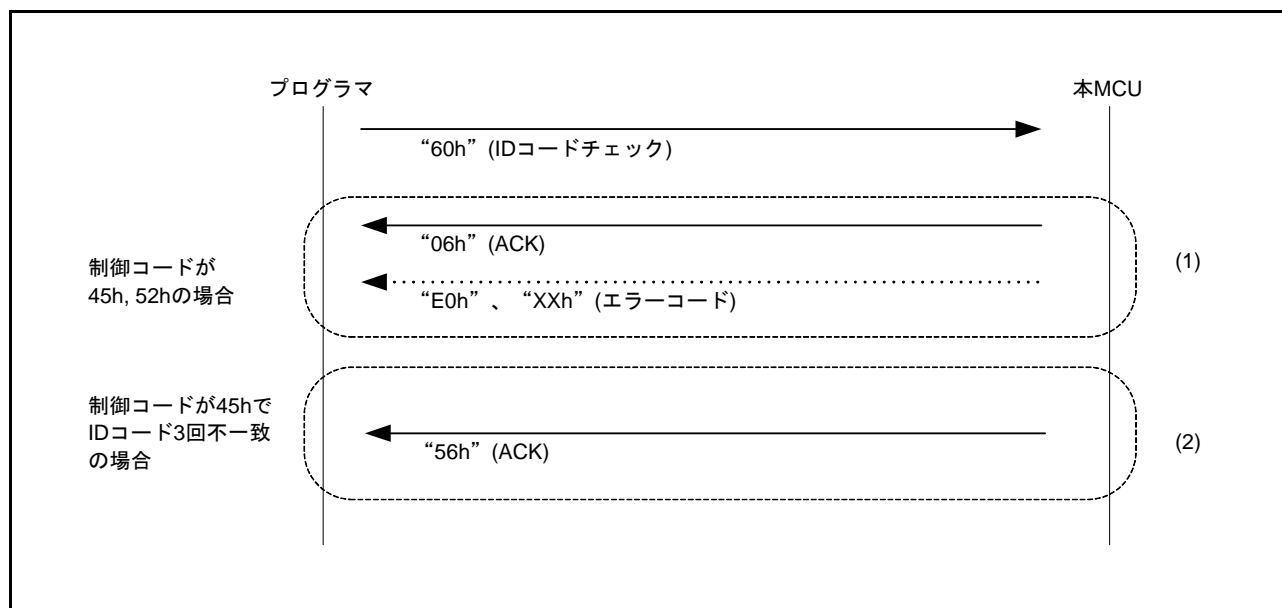 プログラマ
本MCU
“60h” (IDコードチェック)
制御コードが
45h, 52hの場合
“06h” (ACK)
“E0h” 、 “XXh” (エラーコード)
(1)
制御コードが45hで
IDコード3回不一致
の場合
“56h” (ACK)
(2)